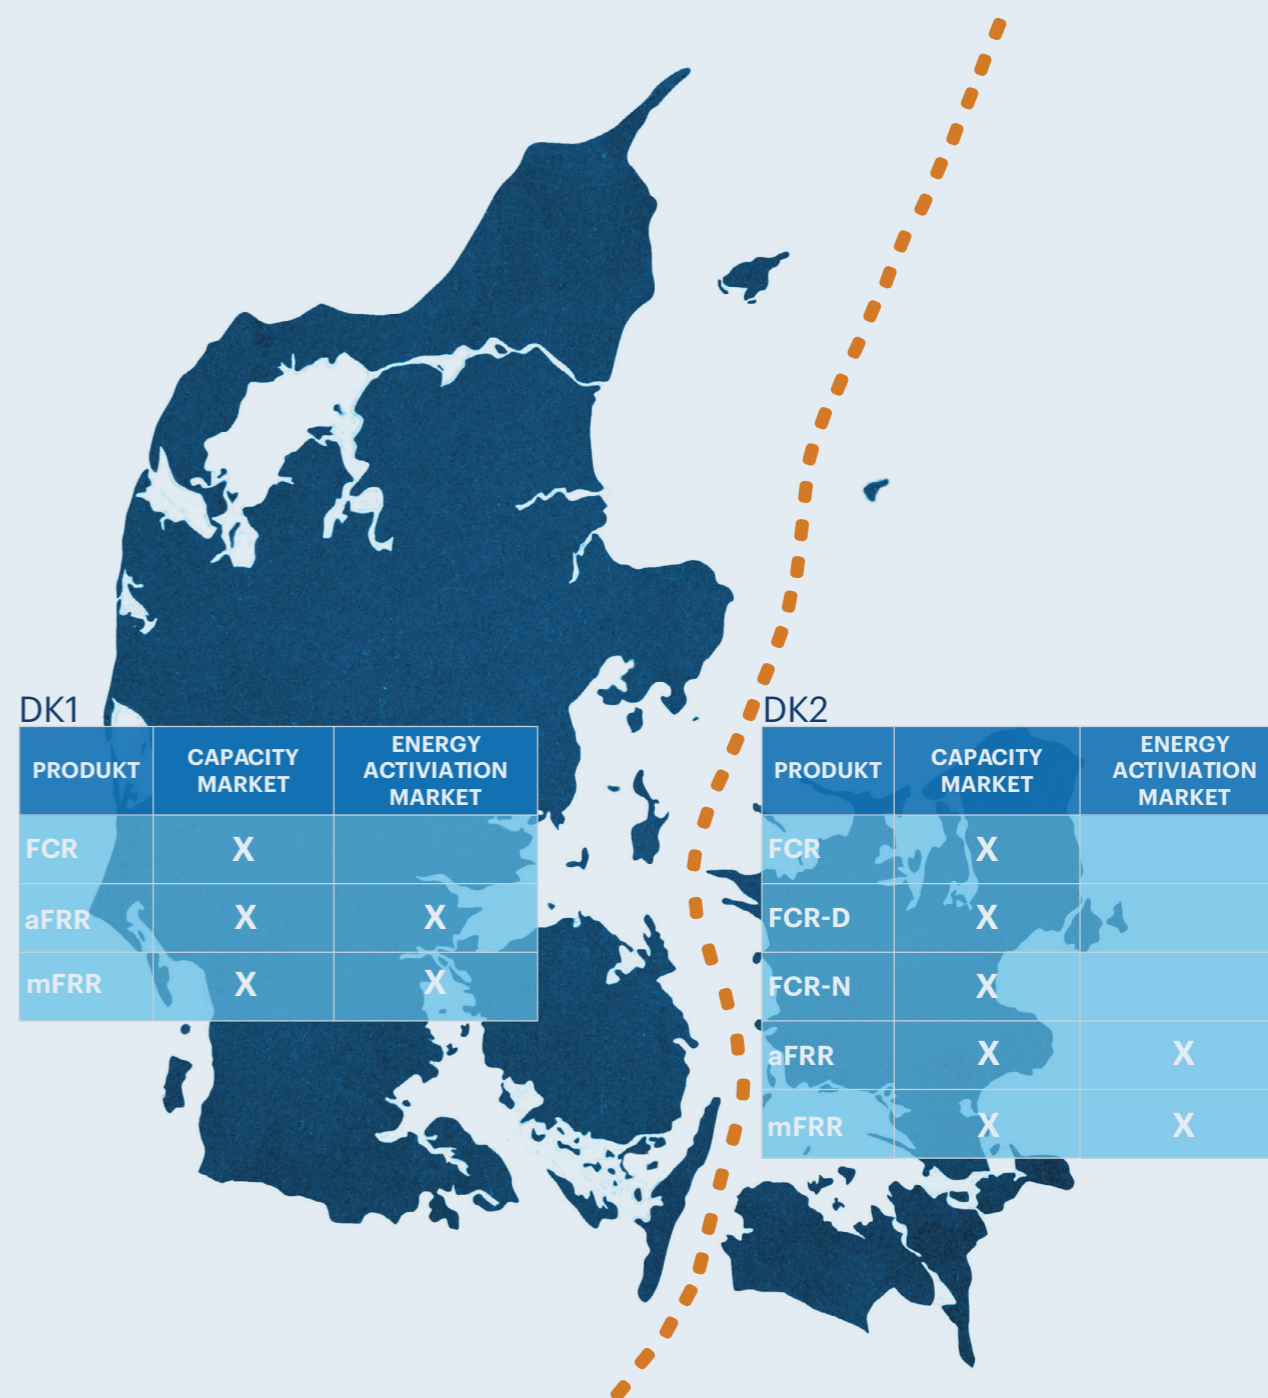 DK1
PRODUKT CAPACITY MARKET ENERGY ACTIVIATION MARKET
FCR X
aFRR X X
mFRR X X
DK2
PRODUKT CAPACITY MARKET ENERGY ACTIVIATION MARKET
FCR X
FCR-D X
FCR-N X
aFRR X X
mFRR X X